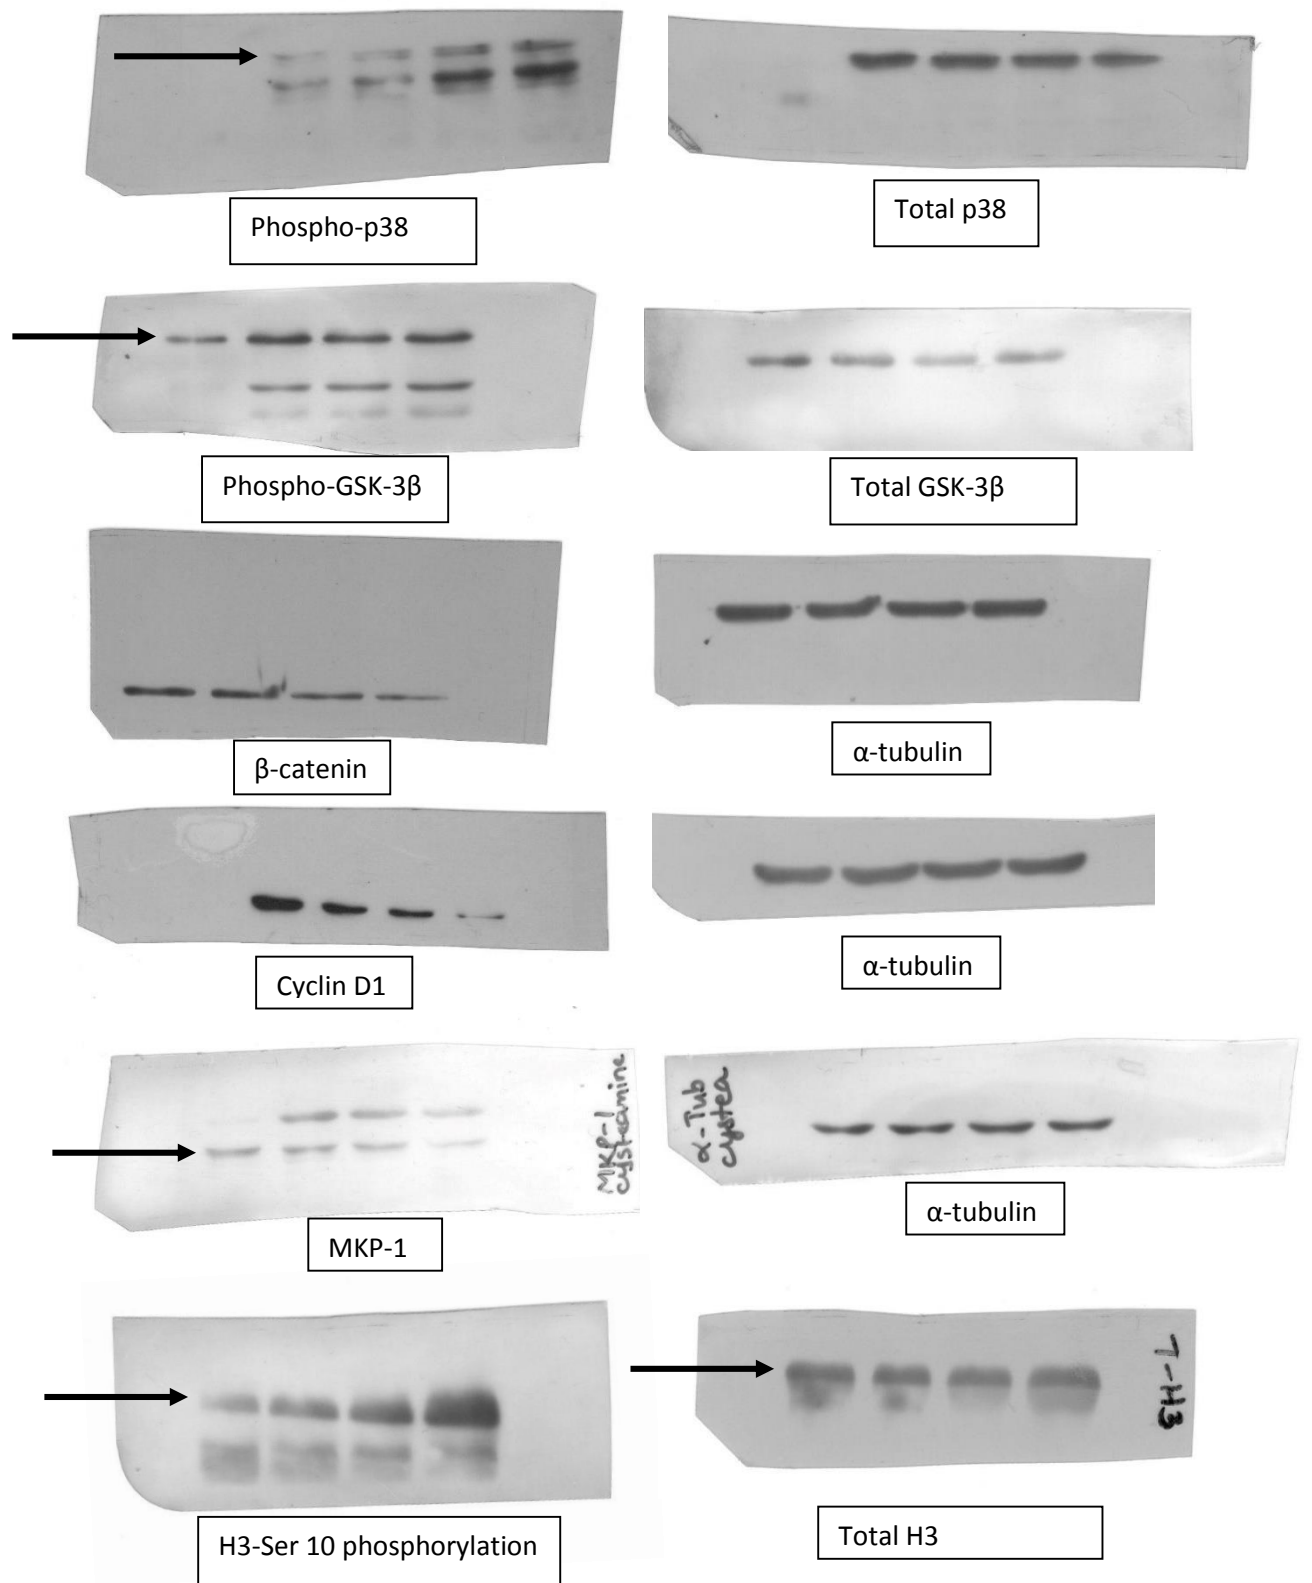 Phospho-p38
Total p38
Phospho-GSK-3β
Total GSK-3β
β-catenin
α-tubulin
Cyclin D1
α-tubulin
MKP-1
cysteamine
α-Tub
cystea
MKP-1
α-tubulin
T-H3
H3-Ser 10 phosphorylation
Total H3